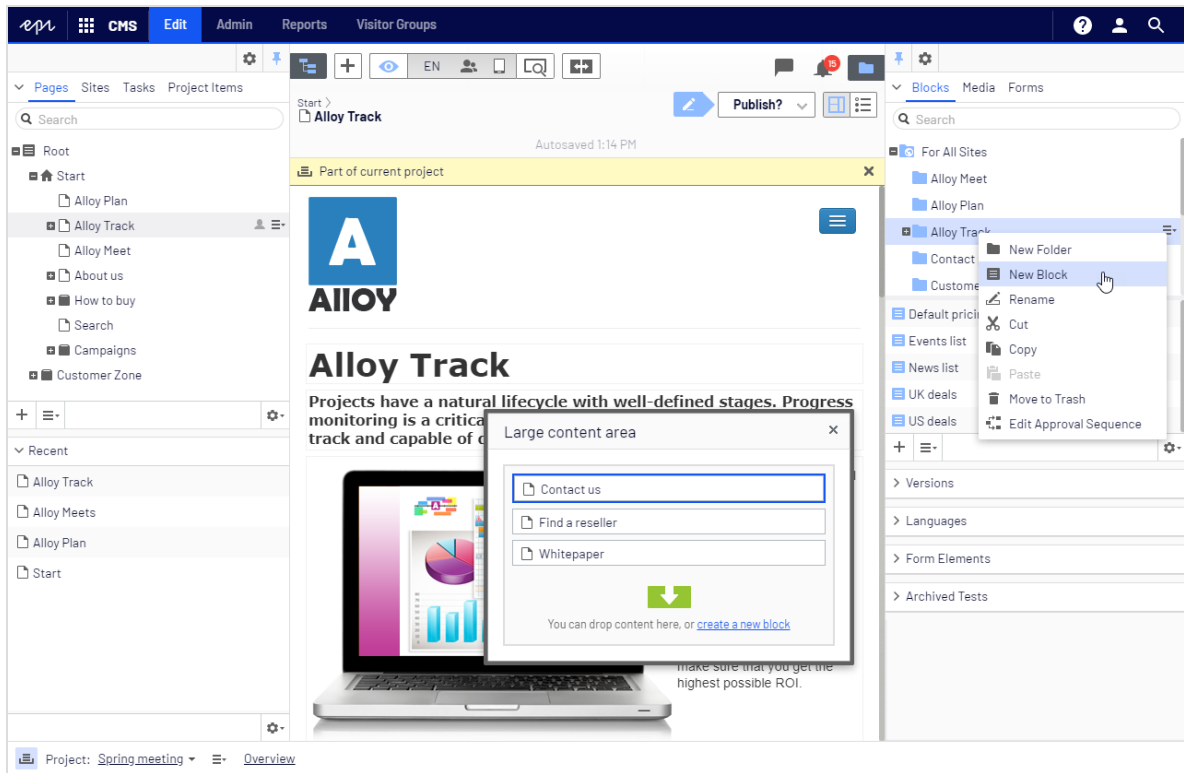 epi CMS Edit Admin Reports Visitor Groups
Pages Sites Tasks Project Items
Search
Root
Start
Alloy Plan
Alloy Track
Alloy Meet
About us
How to buy
Search
Campaigns
Customer Zone
Recent
Alloy Track
Alloy Meets
Alloy Plan
Start
EN
15
Start
Alloy Track
Publish?
Autosaved 1:14 PM
Part of current project
A
AllOY
Alloy Track
Projects have a natural lifecycle with well-defined stages. Progress
monitoring is a critica
track and capable of
Large content area
Contact us
Find a reseller
Whitepaper
You can drop content here, or create a new block
make sure that you get the
highest possible ROI.
Blocks Media Forms
Search
For All Sites
Alloy Meet
Alloy Plan
Alloy Track
Contact
Custome
Default prici
Events list
News list
UK deals
US deals
New Folder
New Block
Rename
Cut
Copy
Paste
Move to Trash
Edit Approval Sequence
Versions
Languages
Form Elements
Archived Tests
Project: Spring meeting Overview